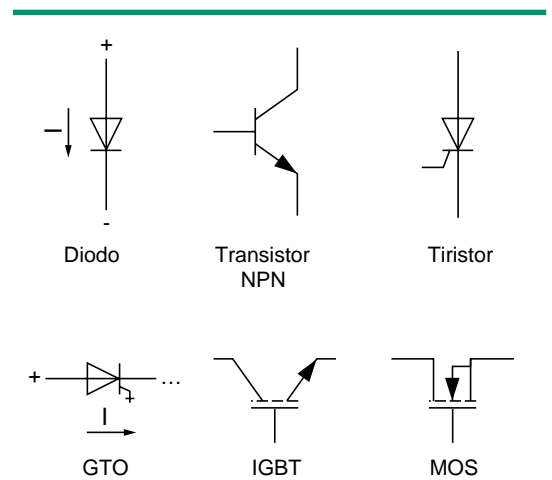 +
I
-
Diodo
Transistor
NPN
Tiristor
+
...
I
GTO
IGBT
MOS